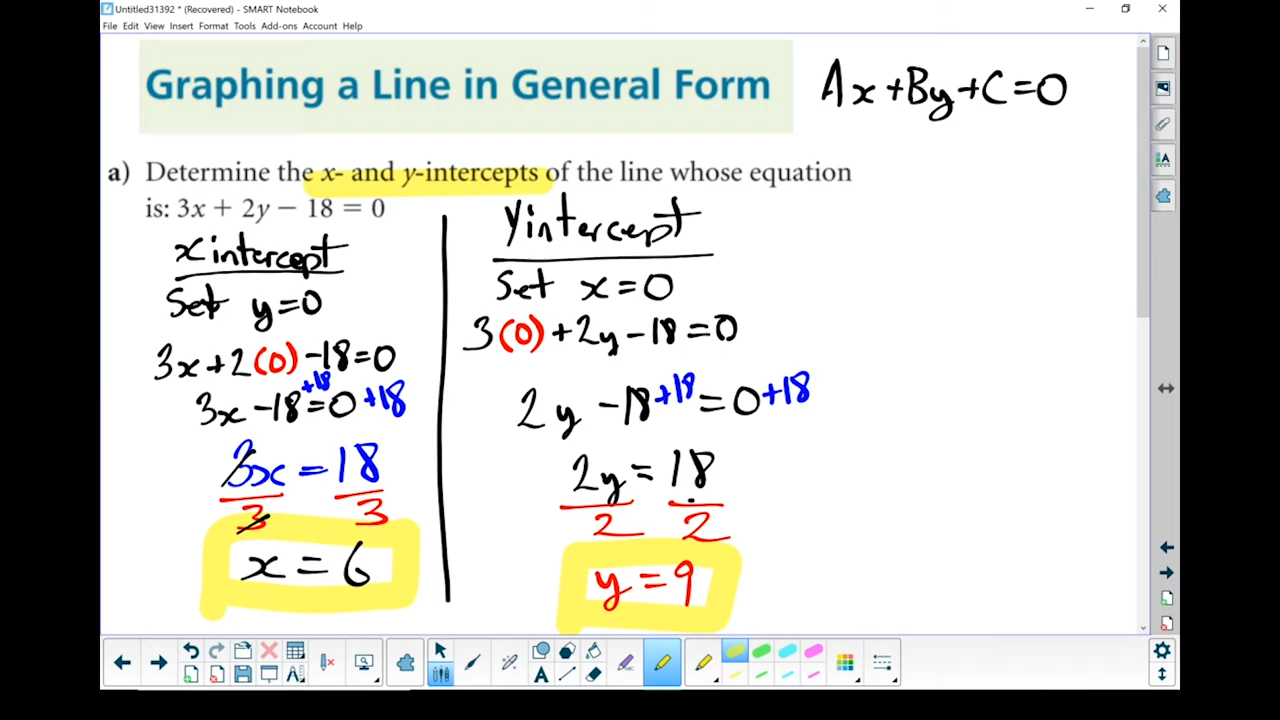 Untitled31392 * (Recovered) - SMART Notebook
File Edit View Insert Format Tools Add-ons Account Help
Graphing a Line in General Form
Ax+By+C=0
a) Determine the x- and y-intercepts of the line whose equation
is: 3x + 2y − 18 = 0
x intercept
Set y=0
3x+2(0)-18=0
3x-18+18=0+18
3x=18
3 3
x=6
y intercept
Set x=0
3(0)+2y-18=0
2y-18+18=0+18
2y=18
2 2
y=9